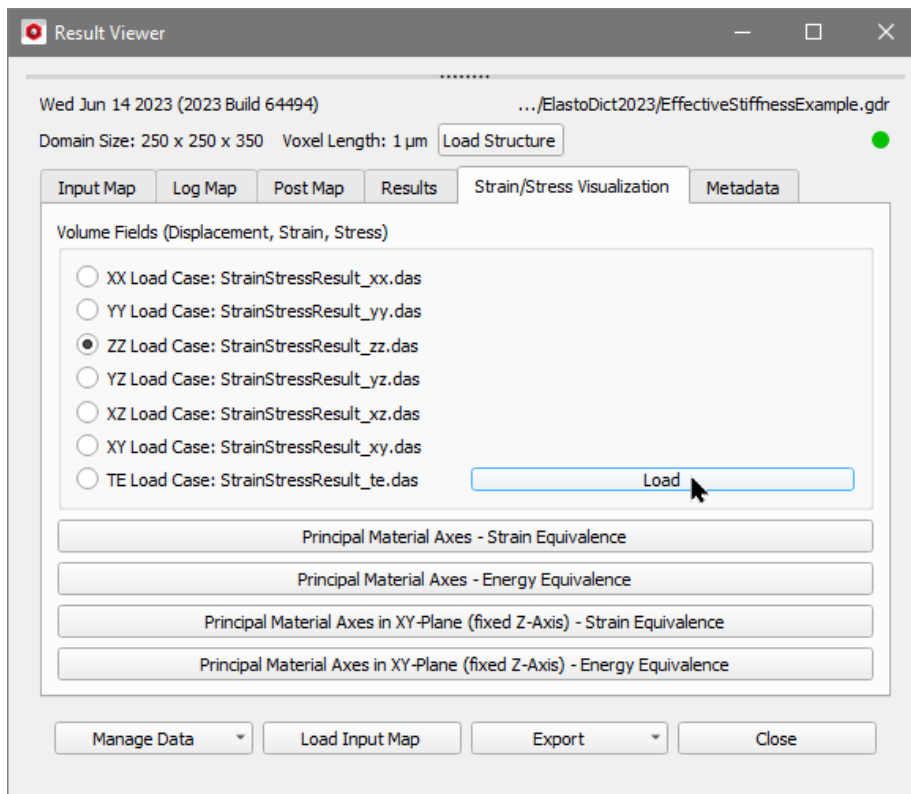 Result Viewer
Wed Jun 14 2023 (2023 Build 64494) .../ElastoDict2023/EffectiveStiffnessExample.gdr
Domain Size: 250 x 250 x 350 Voxel Length: 1 µm Load Structure
Input Map Log Map Post Map Results Strain/Stress Visualization Metadata
Volume Fields (Displacement, Strain, Stress)
XX Load Case: StrainStressResult_xx.das
YY Load Case: StrainStressResult_yy.das
ZZ Load Case: StrainStressResult_zz.das
YZ Load Case: StrainStressResult_yz.das
XZ Load Case: StrainStressResult_xz.das
XY Load Case: StrainStressResult_xy.das
TE Load Case: StrainStressResult_te.das Load
Principal Material Axes - Strain Equivalence
Principal Material Axes - Energy Equivalence
Principal Material Axes in XY-Plane (fixed Z-Axis) - Strain Equivalence
Principal Material Axes in XY-Plane (fixed Z-Axis) - Energy Equivalence
Manage Data Load Input Map Export Close